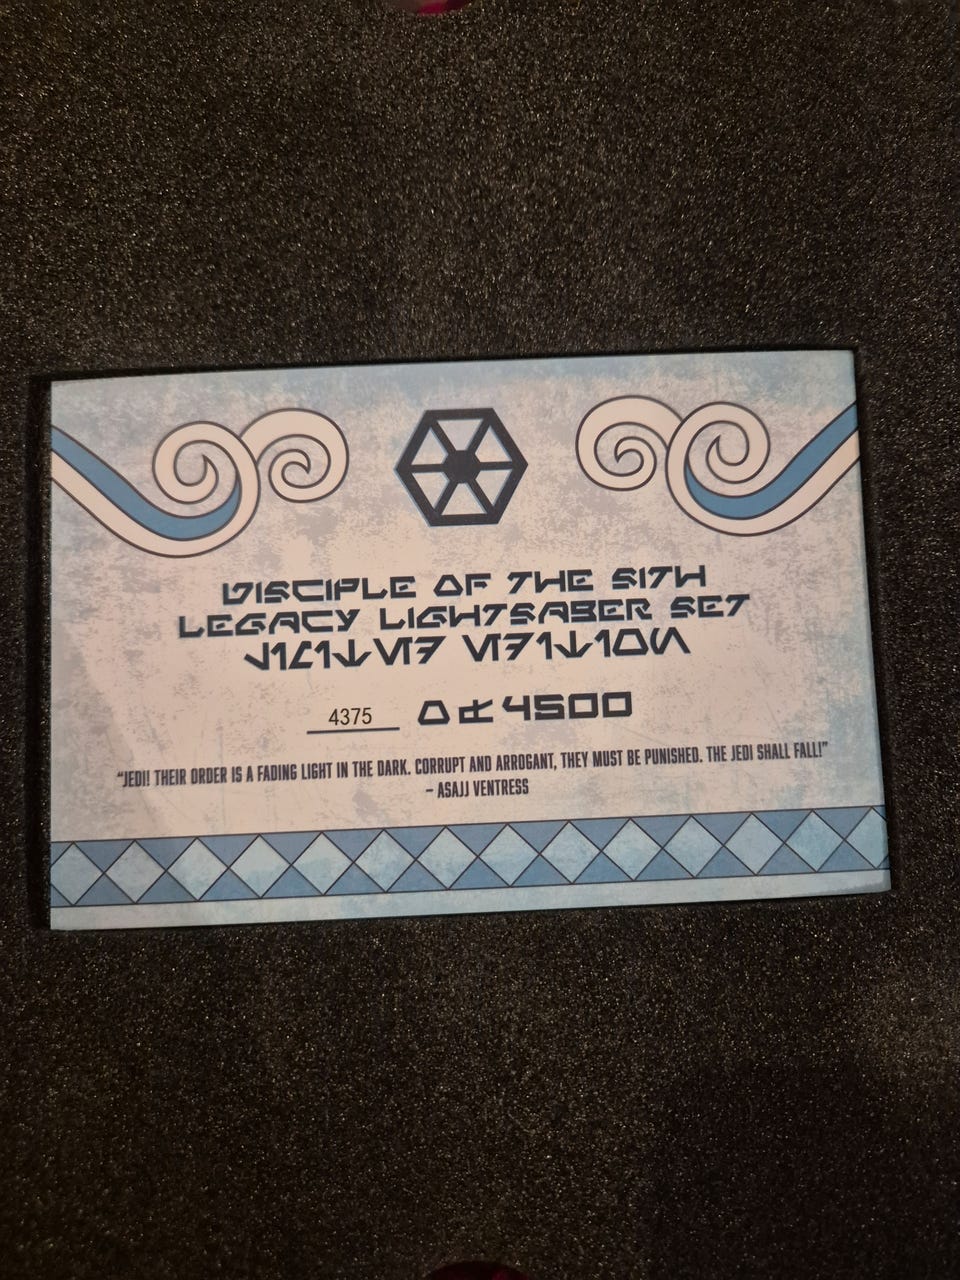 DISCIPLE OF THE SITH
LEGACY LIGHTSABER SET
4375
4500
“JEDI! THEIR ORDER IS A FADING LIGHT IN THE DARK. CORRUPT AND ARROGANT, THEY MUST BE PUNISHED. THE JEDI SHALL FALL!”
– ASAJJ VENTRESS